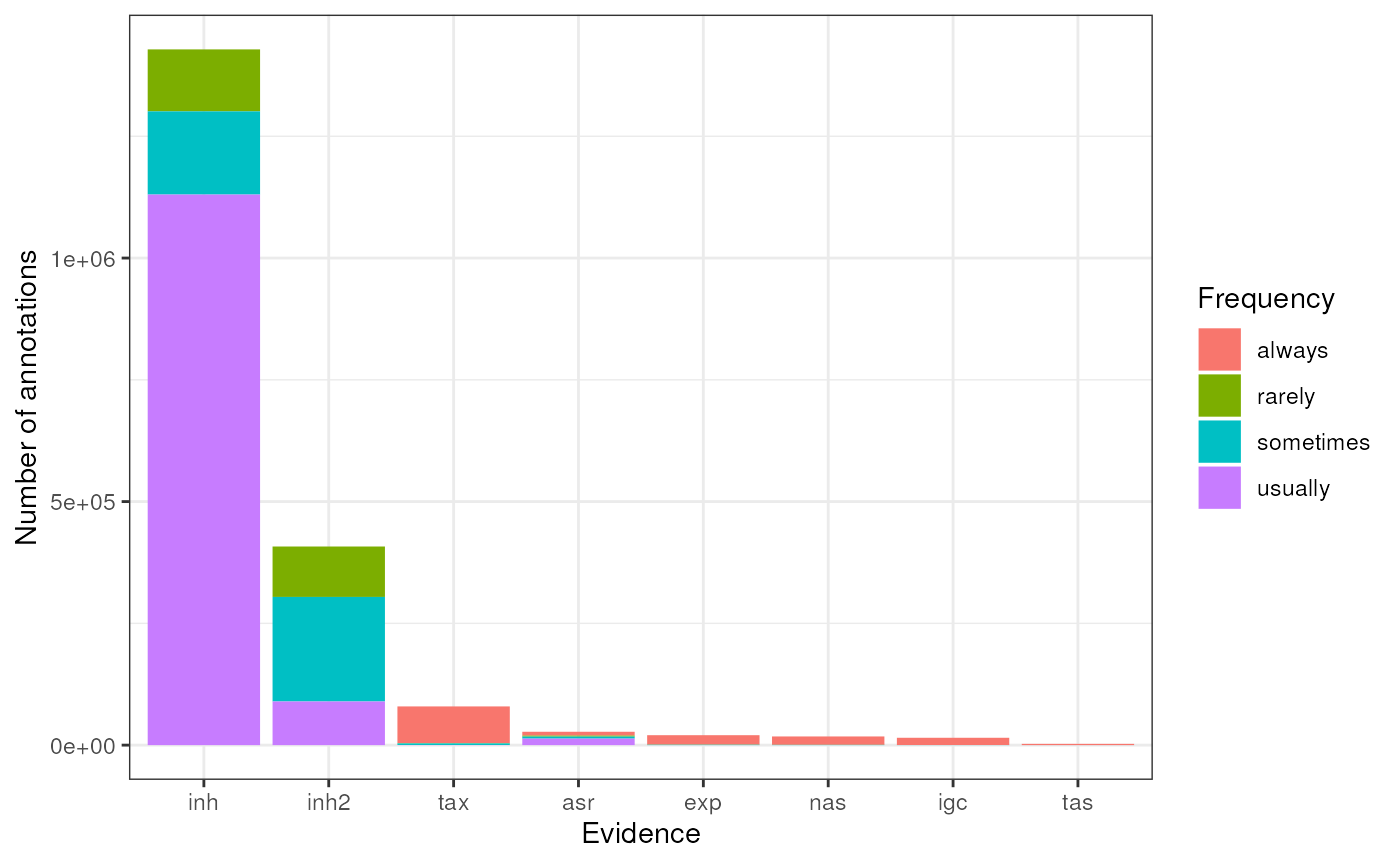 Number of annotations
1e+06
5e+05
0e+00
inh inh2 tax asr exp nas igc tas
Evidence
Frequency
always
rarely
sometimes
usually